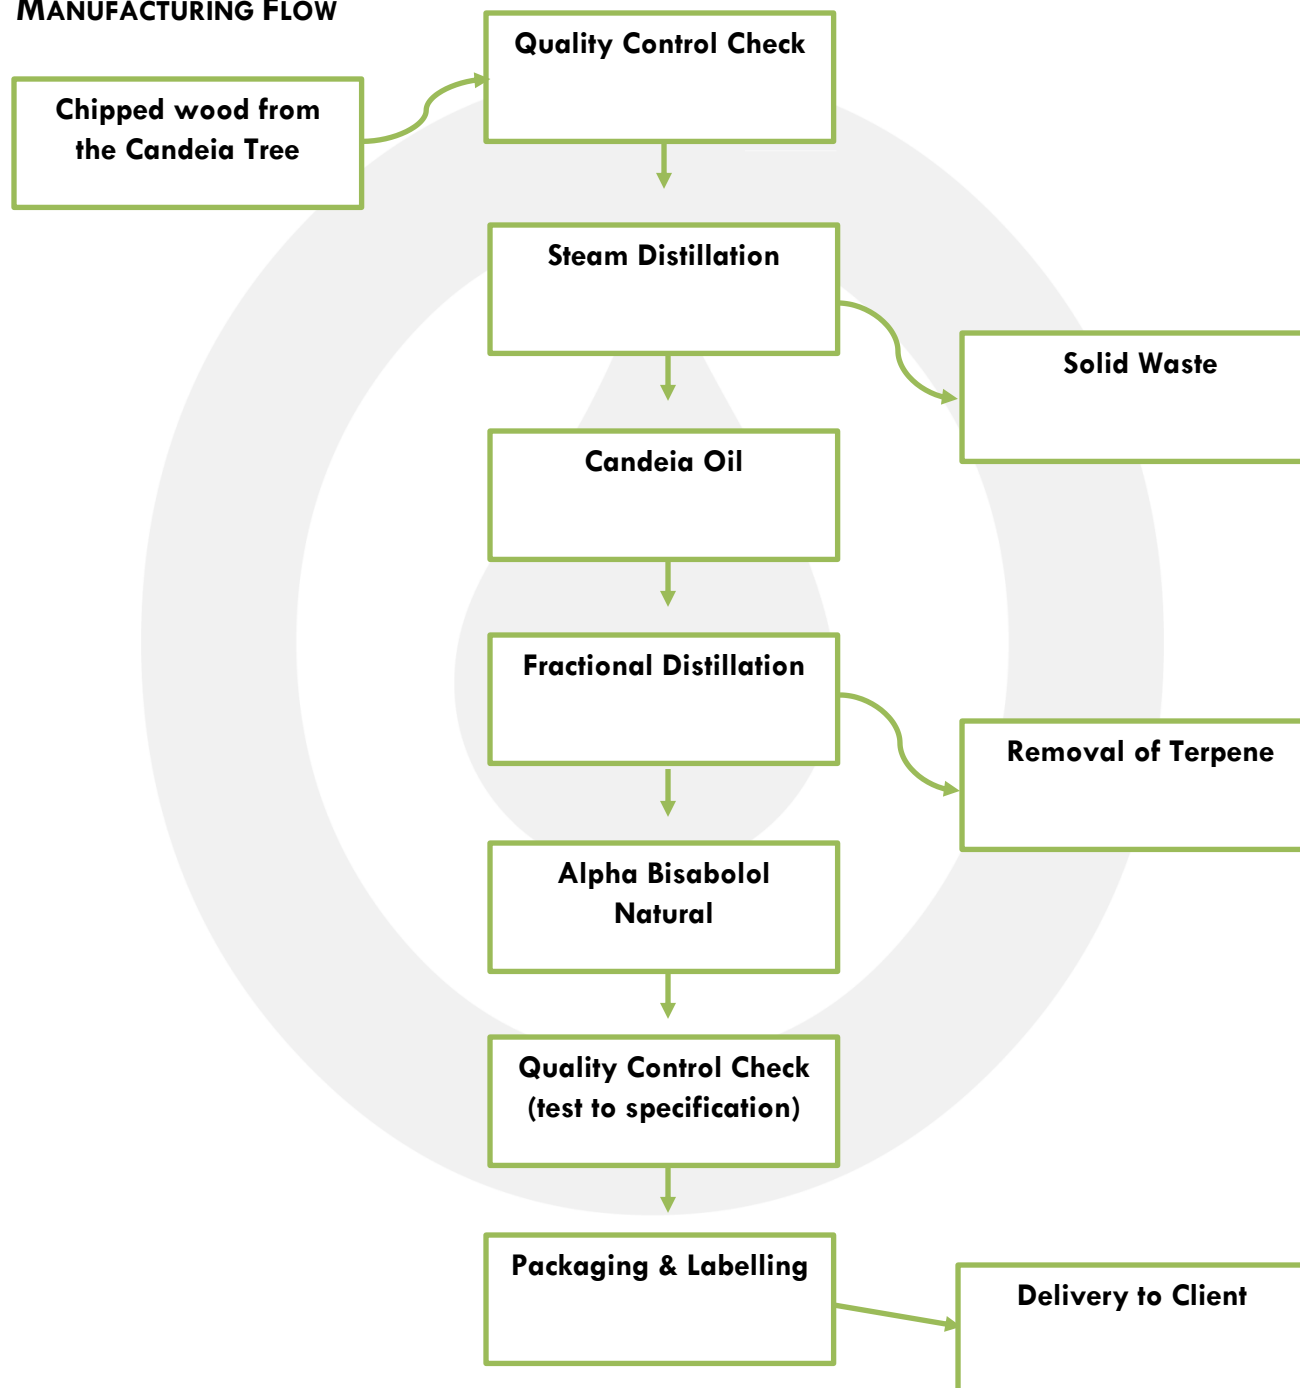 MANUFACTURING FLOW
Quality Control Check
Chipped wood from
the Candeia Tree
Steam Distillation
Solid Waste
Candeia Oil
Fractional Distillation
Removal of Terpene
Alpha Bisabolol
Natural
Quality Control Check
(test to specification)
Packaging & Labelling
Delivery to Client